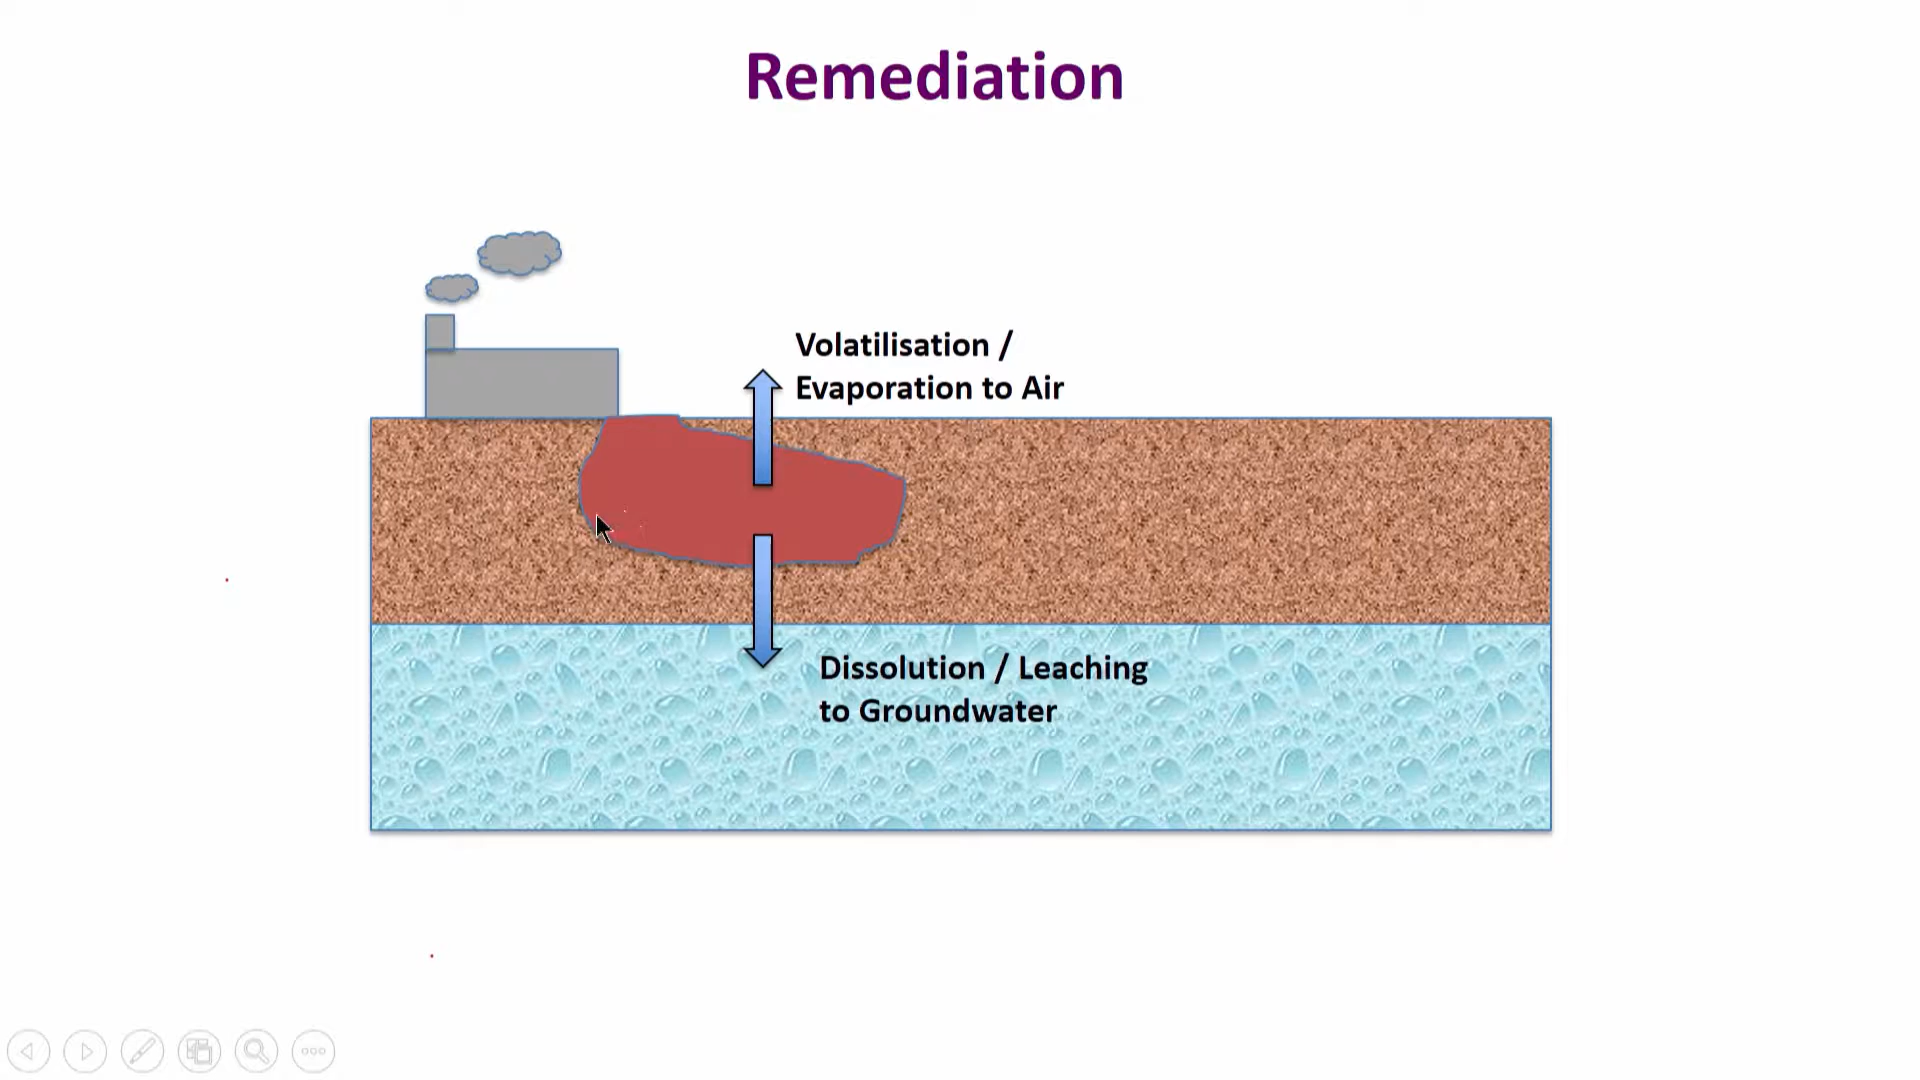 Remediation
Volatilisation /
Evaporation to Air
Dissolution / Leaching
to Groundwater